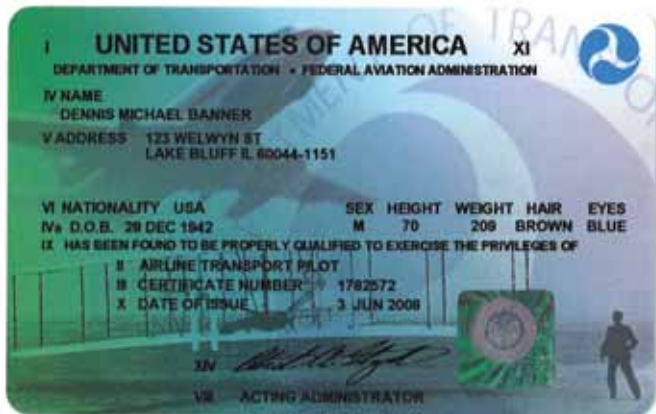 I UNITED STATES OF AMERICA XI
DEPARTMENT OF TRANSPORTATION • FEDERAL AVIATION ADMINISTRATION
IV NAME
DENNIS MICHAEL BANNER
V ADDRESS 123 WELWYN ST
LAKE BLUFF IL 60044-1151
VI NATIONALITY USA SEX HEIGHT WEIGHT HAIR EYES
IVa D.O.B. 29 DEC 1942 M 70 209 BROWN BLUE
IX HAS BEEN FOUND TO BE PROPERLY QUALIFIED TO EXERCISE THE PRIVILEGES OF
II AIRLINE TRANSPORT PILOT
III CERTIFICATE NUMBER 1782572
X DATE OF ISSUE 3 JUN 2008
XIV
VIII ACTING ADMINISTRATOR